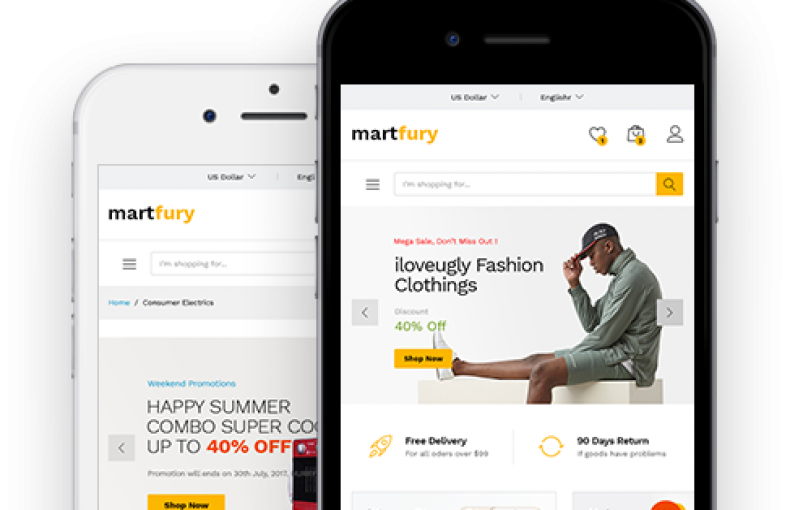 US Dollar
Englishr
martfury
1
2
I'm shopping for...
Mega Sale, Don't Miss Out !
iloveugly Fashion
Clothings
Discount
40% Off
Shop Now
Free Delivery
For all oders over $99
90 Days Return
If goods have problems
US Dollar
Engli
martfury
I'm shopping for...
Home / Consumer Electrics
Weekend Promotions
HAPPY SUMMER
COMBO SUPER COO
UP TO 40% OFF
Promotion will ends on 30th July, 2017,
Shop Now